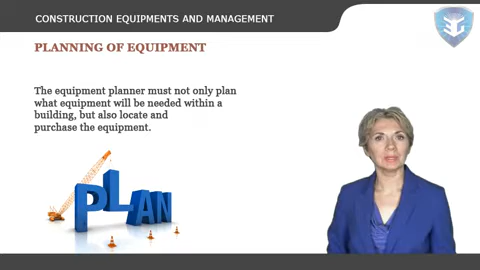 CONSTRUCTION EQUIPMENTS AND MANAGEMENT
PLANNING OF EQUIPMENT
The equipment planner must not only plan
what equipment will be needed within a
building, but also locate and
purchase the equipment.
PLAN